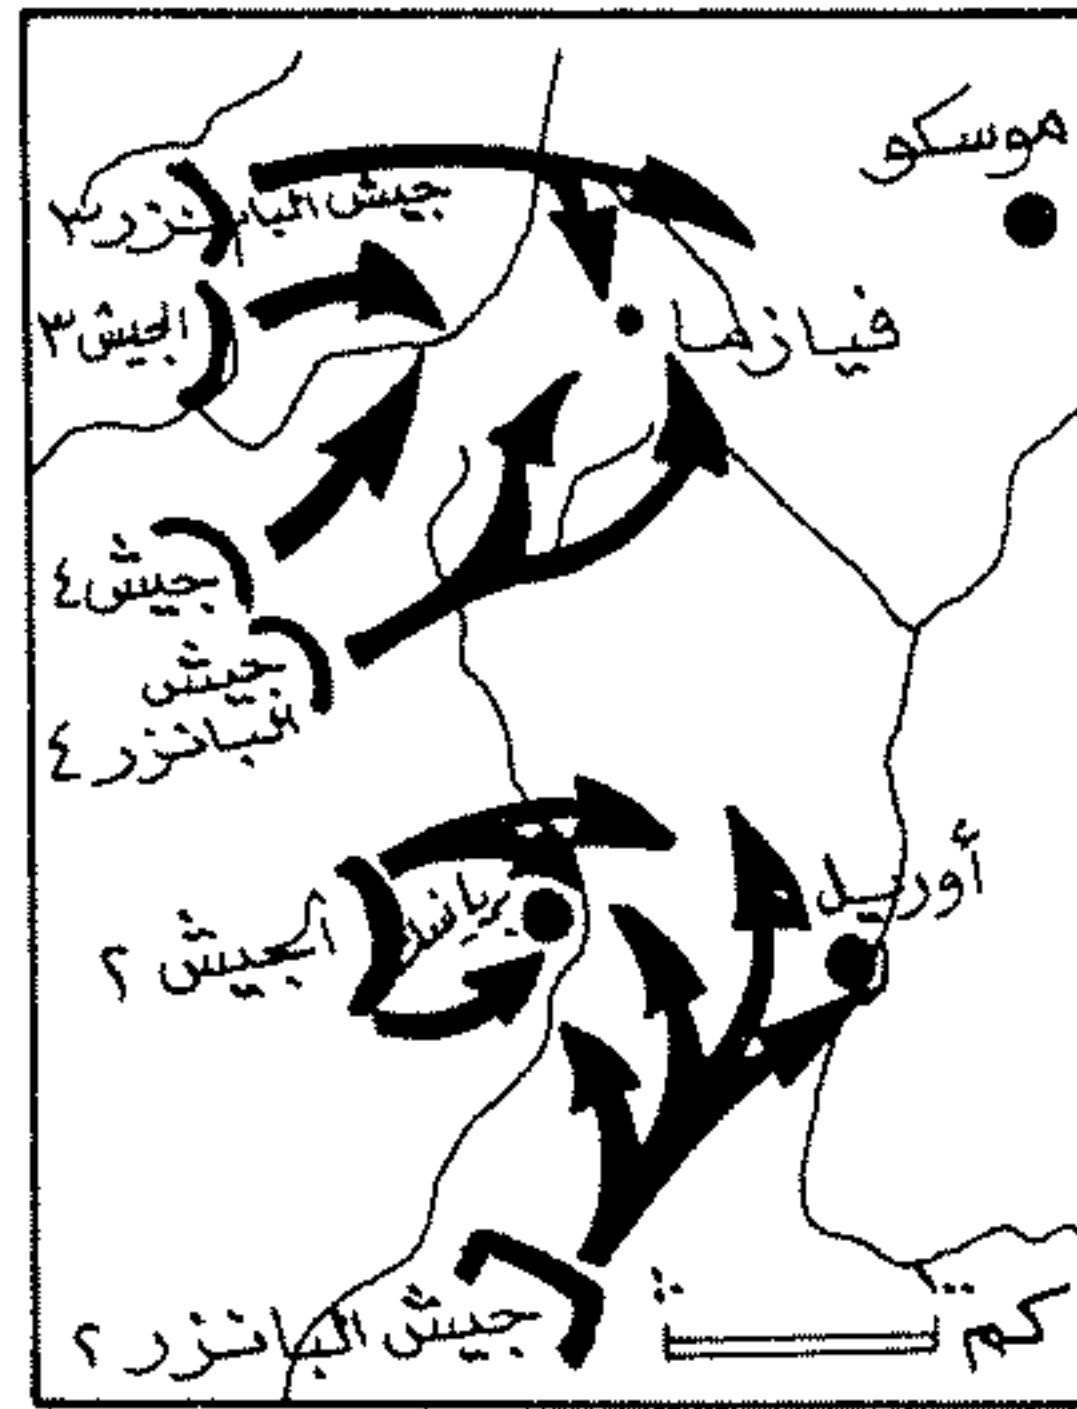 موسكو
جيش البانزر ٣
الجيش ٣
فيازما
جيش ٤
جيش
البانزر ٤
أوريل
بريانسك
الجيش ٢
جيش البانزر ٢
كم